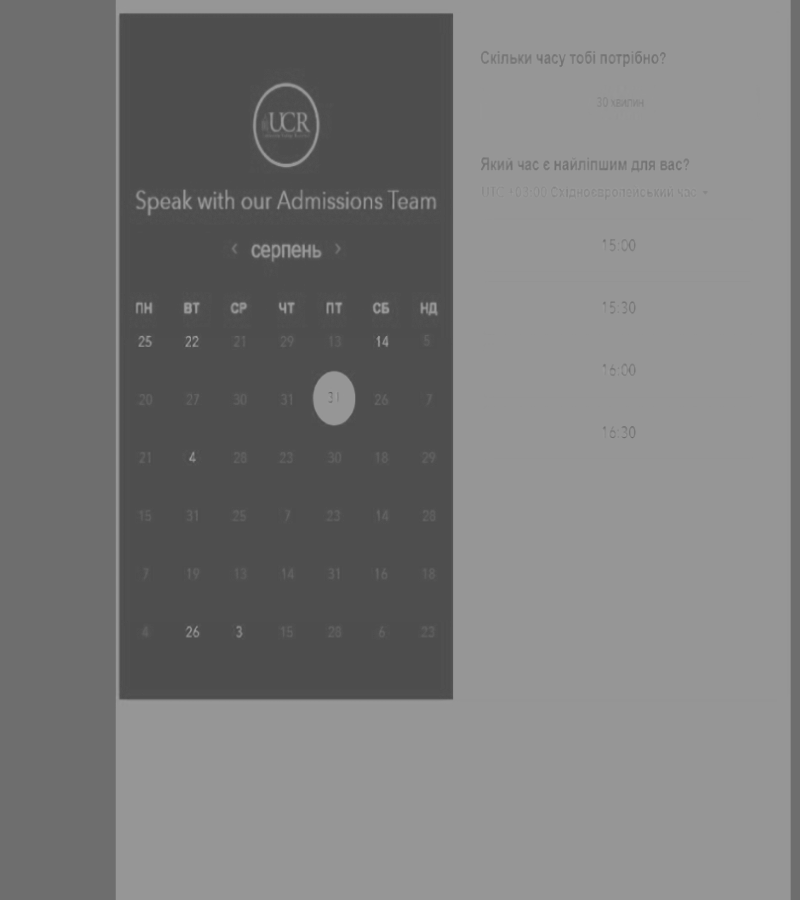 UCR
Speak with our Admissions Team
‹ серпень ›
ПН ВТ СР ЧТ ПТ СБ НД
25 22 21 29 13 14 5
20 27 30 31 31 26 7
21 4 28 23 30 18 29
15 31 25 7 23 14 28
7 19 13 14 31 16 18
4 26 3 15 28 6 23
Скільки часу тобі потрібно?
30 хвилин
Який час є найліпшим для вас?
UTC +03:00 Східноєвропейський час
15:00
15:30
16:00
16:30